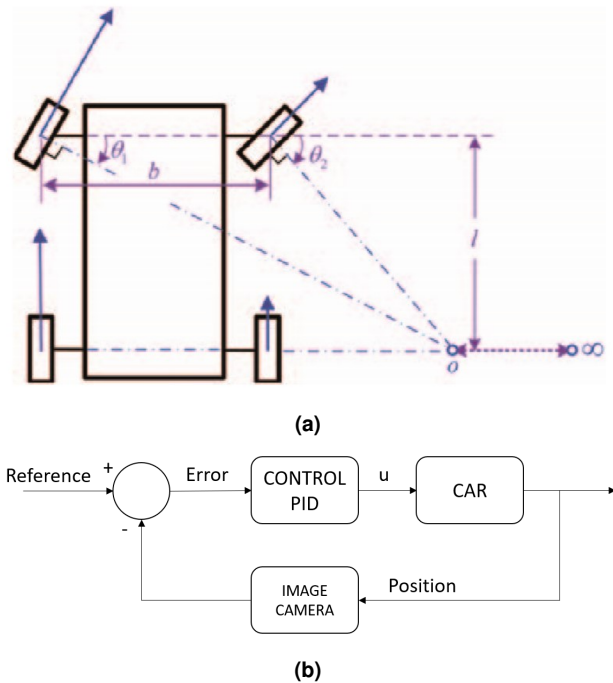 θ1
b
θ2
l
o
∞
(a)
Reference
+
-
Error
CONTROL
PID
u
CAR
IMAGE
CAMERA
Position
(b)